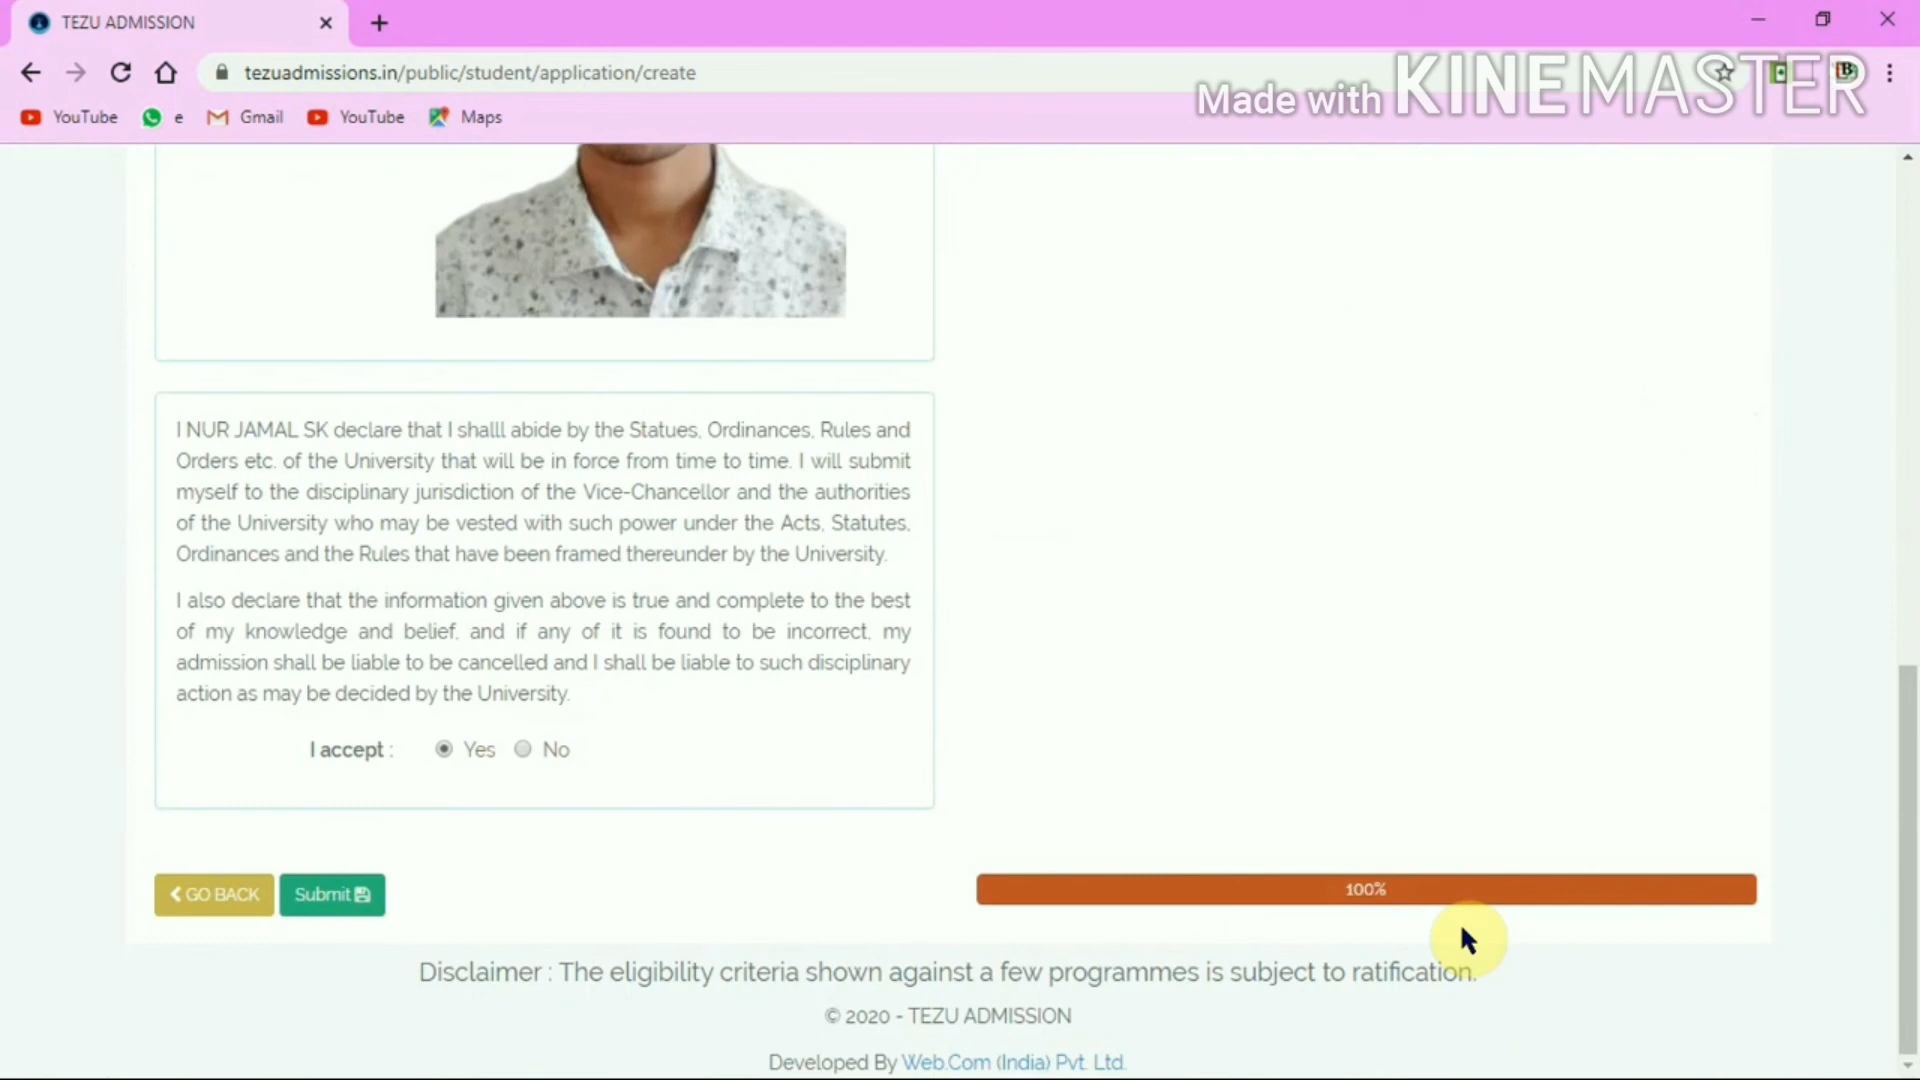 TEZU ADMISSION
tezuadmissions.in/public/student/application/create
Made with KINEMASTER
YouTube e Gmail YouTube Maps
I NUR JAMAL SK declare that I shalll abide by the Statues, Ordinances, Rules and
Orders etc. of the University that will be in force from time to time. I will submit
myself to the disciplinary jurisdiction of the Vice-Chancellor and the authorities
of the University who may be vested with such power under the Acts, Statutes,
Ordinances and the Rules that have been framed thereunder by the University.
I also declare that the information given above is true and complete to the best
of my knowledge and belief, and if any of it is found to be incorrect, my
admission shall be liable to be cancelled and I shall be liable to such disciplinary
action as may be decided by the University.
I accept : Yes No
GO BACK Submit
100%
Disclaimer : The eligibility criteria shown against a few programmes is subject to ratification.
© 2020 - TEZU ADMISSION
Developed By Web.Com (India) Pvt. Ltd.